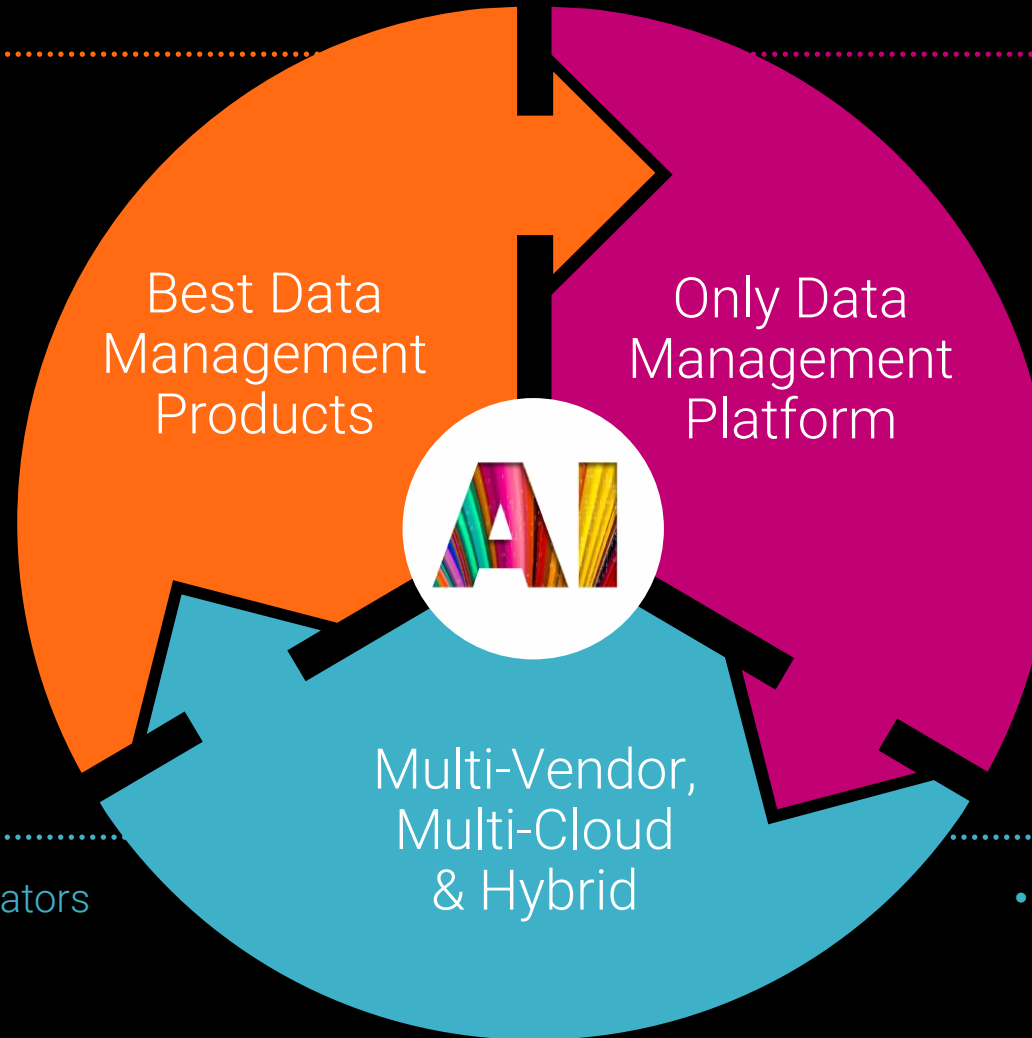 Best Data
Management
Products
Only Data
Management
Platform
AI
Multi-Vendor,
Multi-Cloud
& Hybrid
ators